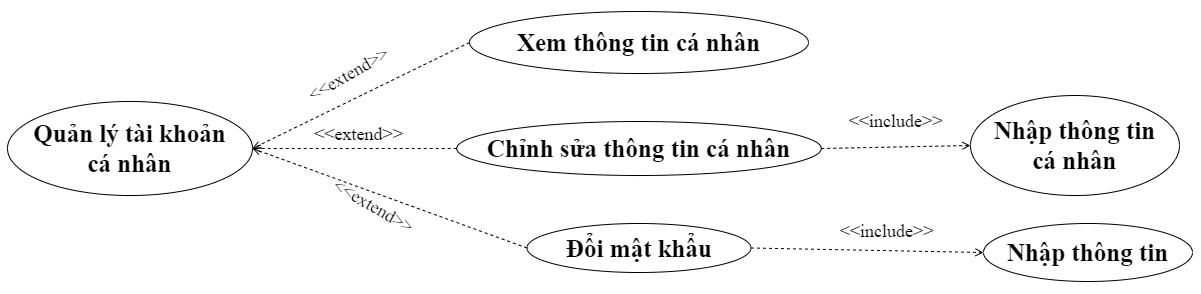 Xem thông tin cá nhân
<<extend>>
Quản lý tài khoản
cá nhân
<<extend>>
Chỉnh sửa thông tin cá nhân
<<include>>
Nhập thông tin
cá nhân
<<extend>>
Đổi mật khẩu
<<include>>
Nhập thông tin